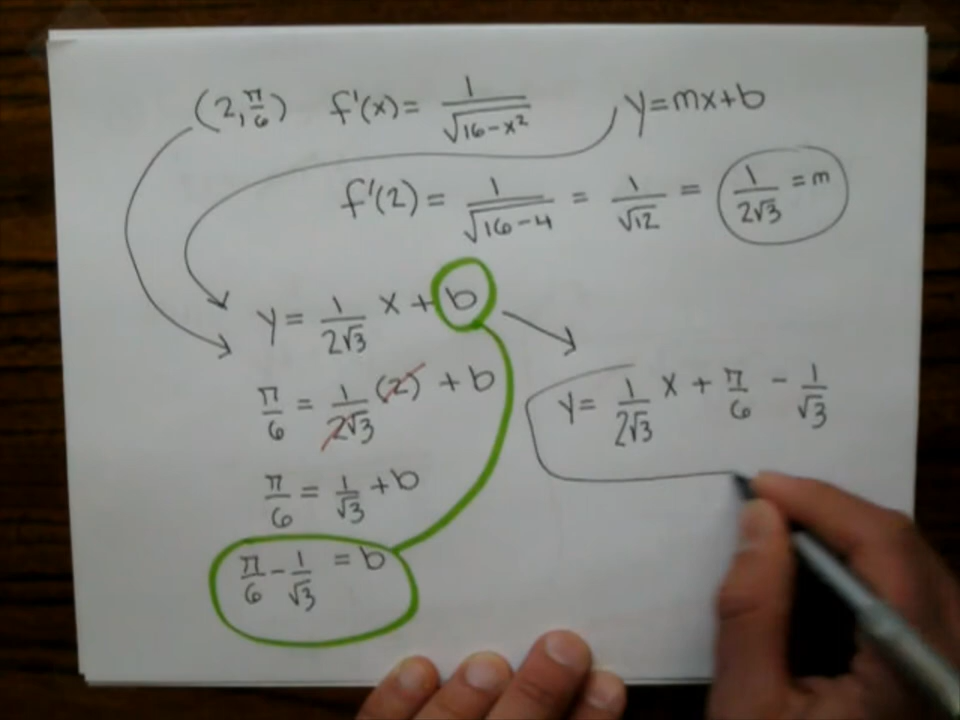 (2, π/6) f'(x) = 1/√(16-x²) y=mx+b
f'(2) = 1/√(16-4) = 1/√12 = 1/(2√3) = m
y = 1/(2√3) x + b
π/6 = 1/(2√3) (2) + b
y = 1/(2√3) x + π/6 - 1/√3
π/6 = 1/√3 + b
π/6 - 1/√3 = b